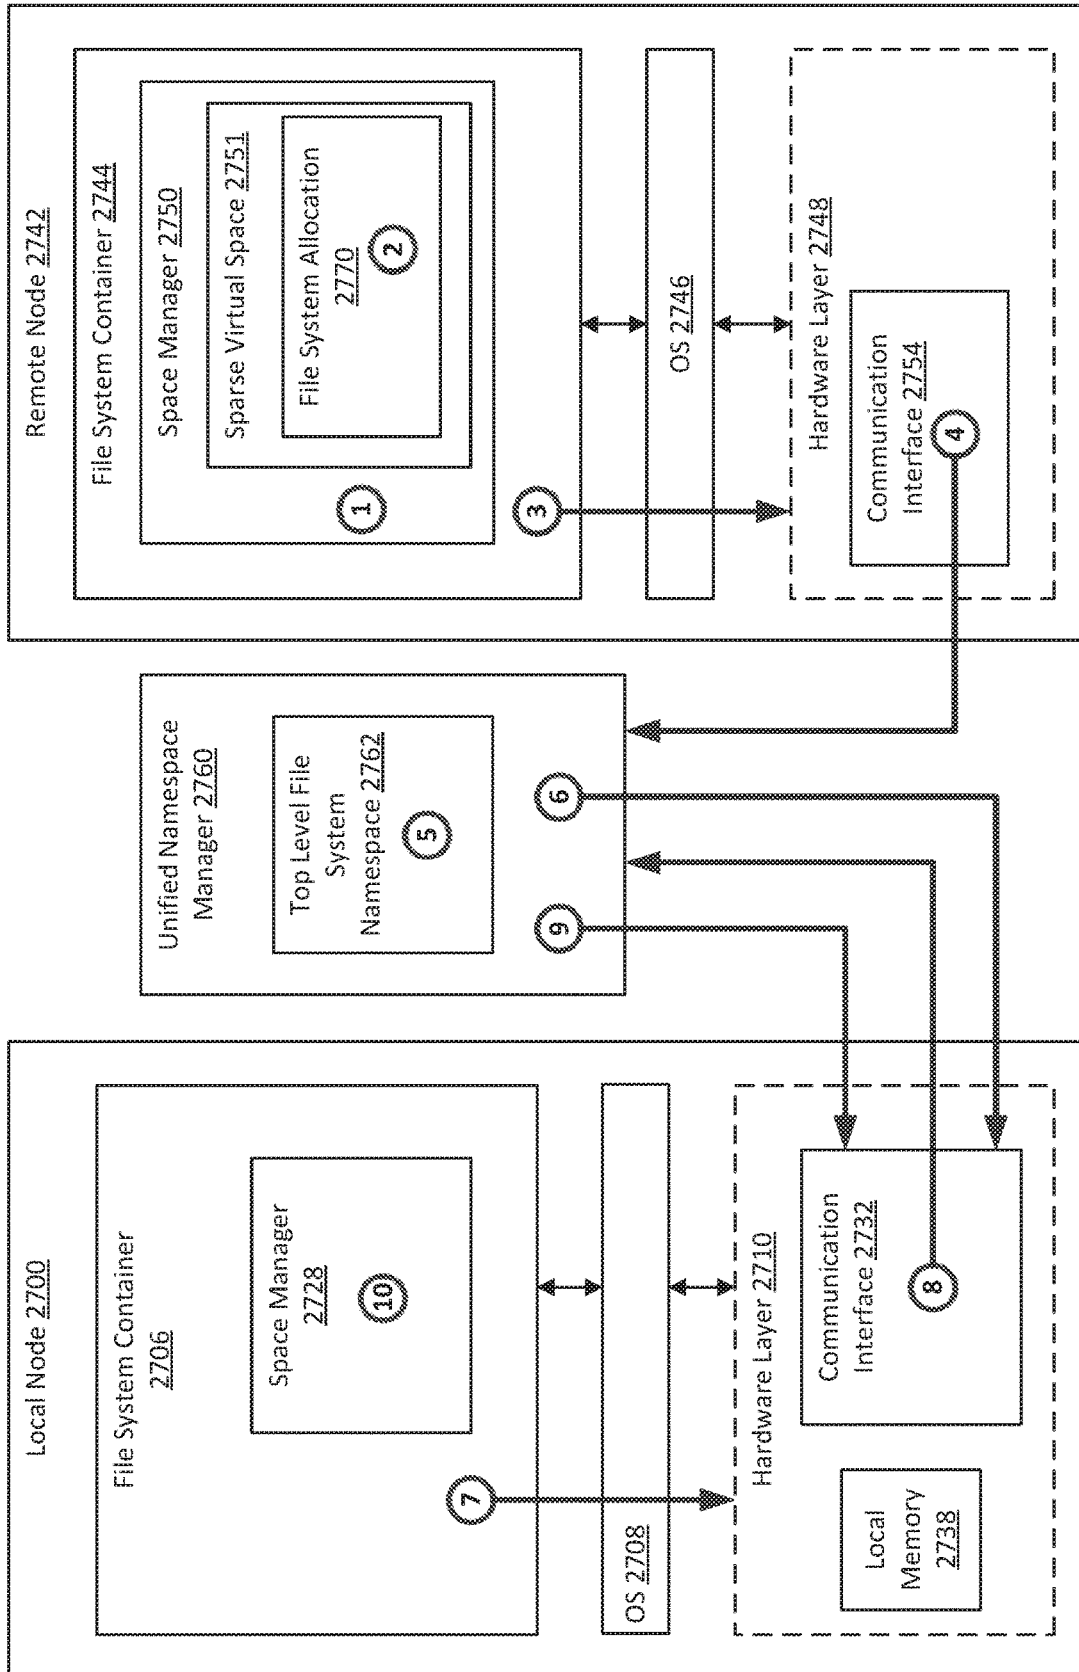 Local Node 2700
File System Container
2706
Space Manager
2728
10
7
OS 2708
Hardware Layer 2710
Local
Memory
2738
Communication
Interface 2732
8
Unified Namespace
Manager 2760
Top Level File
System
Namespace 2762
5
9
6
Remote Node 2742
File System Container 2744
Space Manager 2750
Sparse Virtual Space 2751
File System Allocation
2770
2
1
3
OS 2746
Hardware Layer 2748
Communication
Interface 2754
4